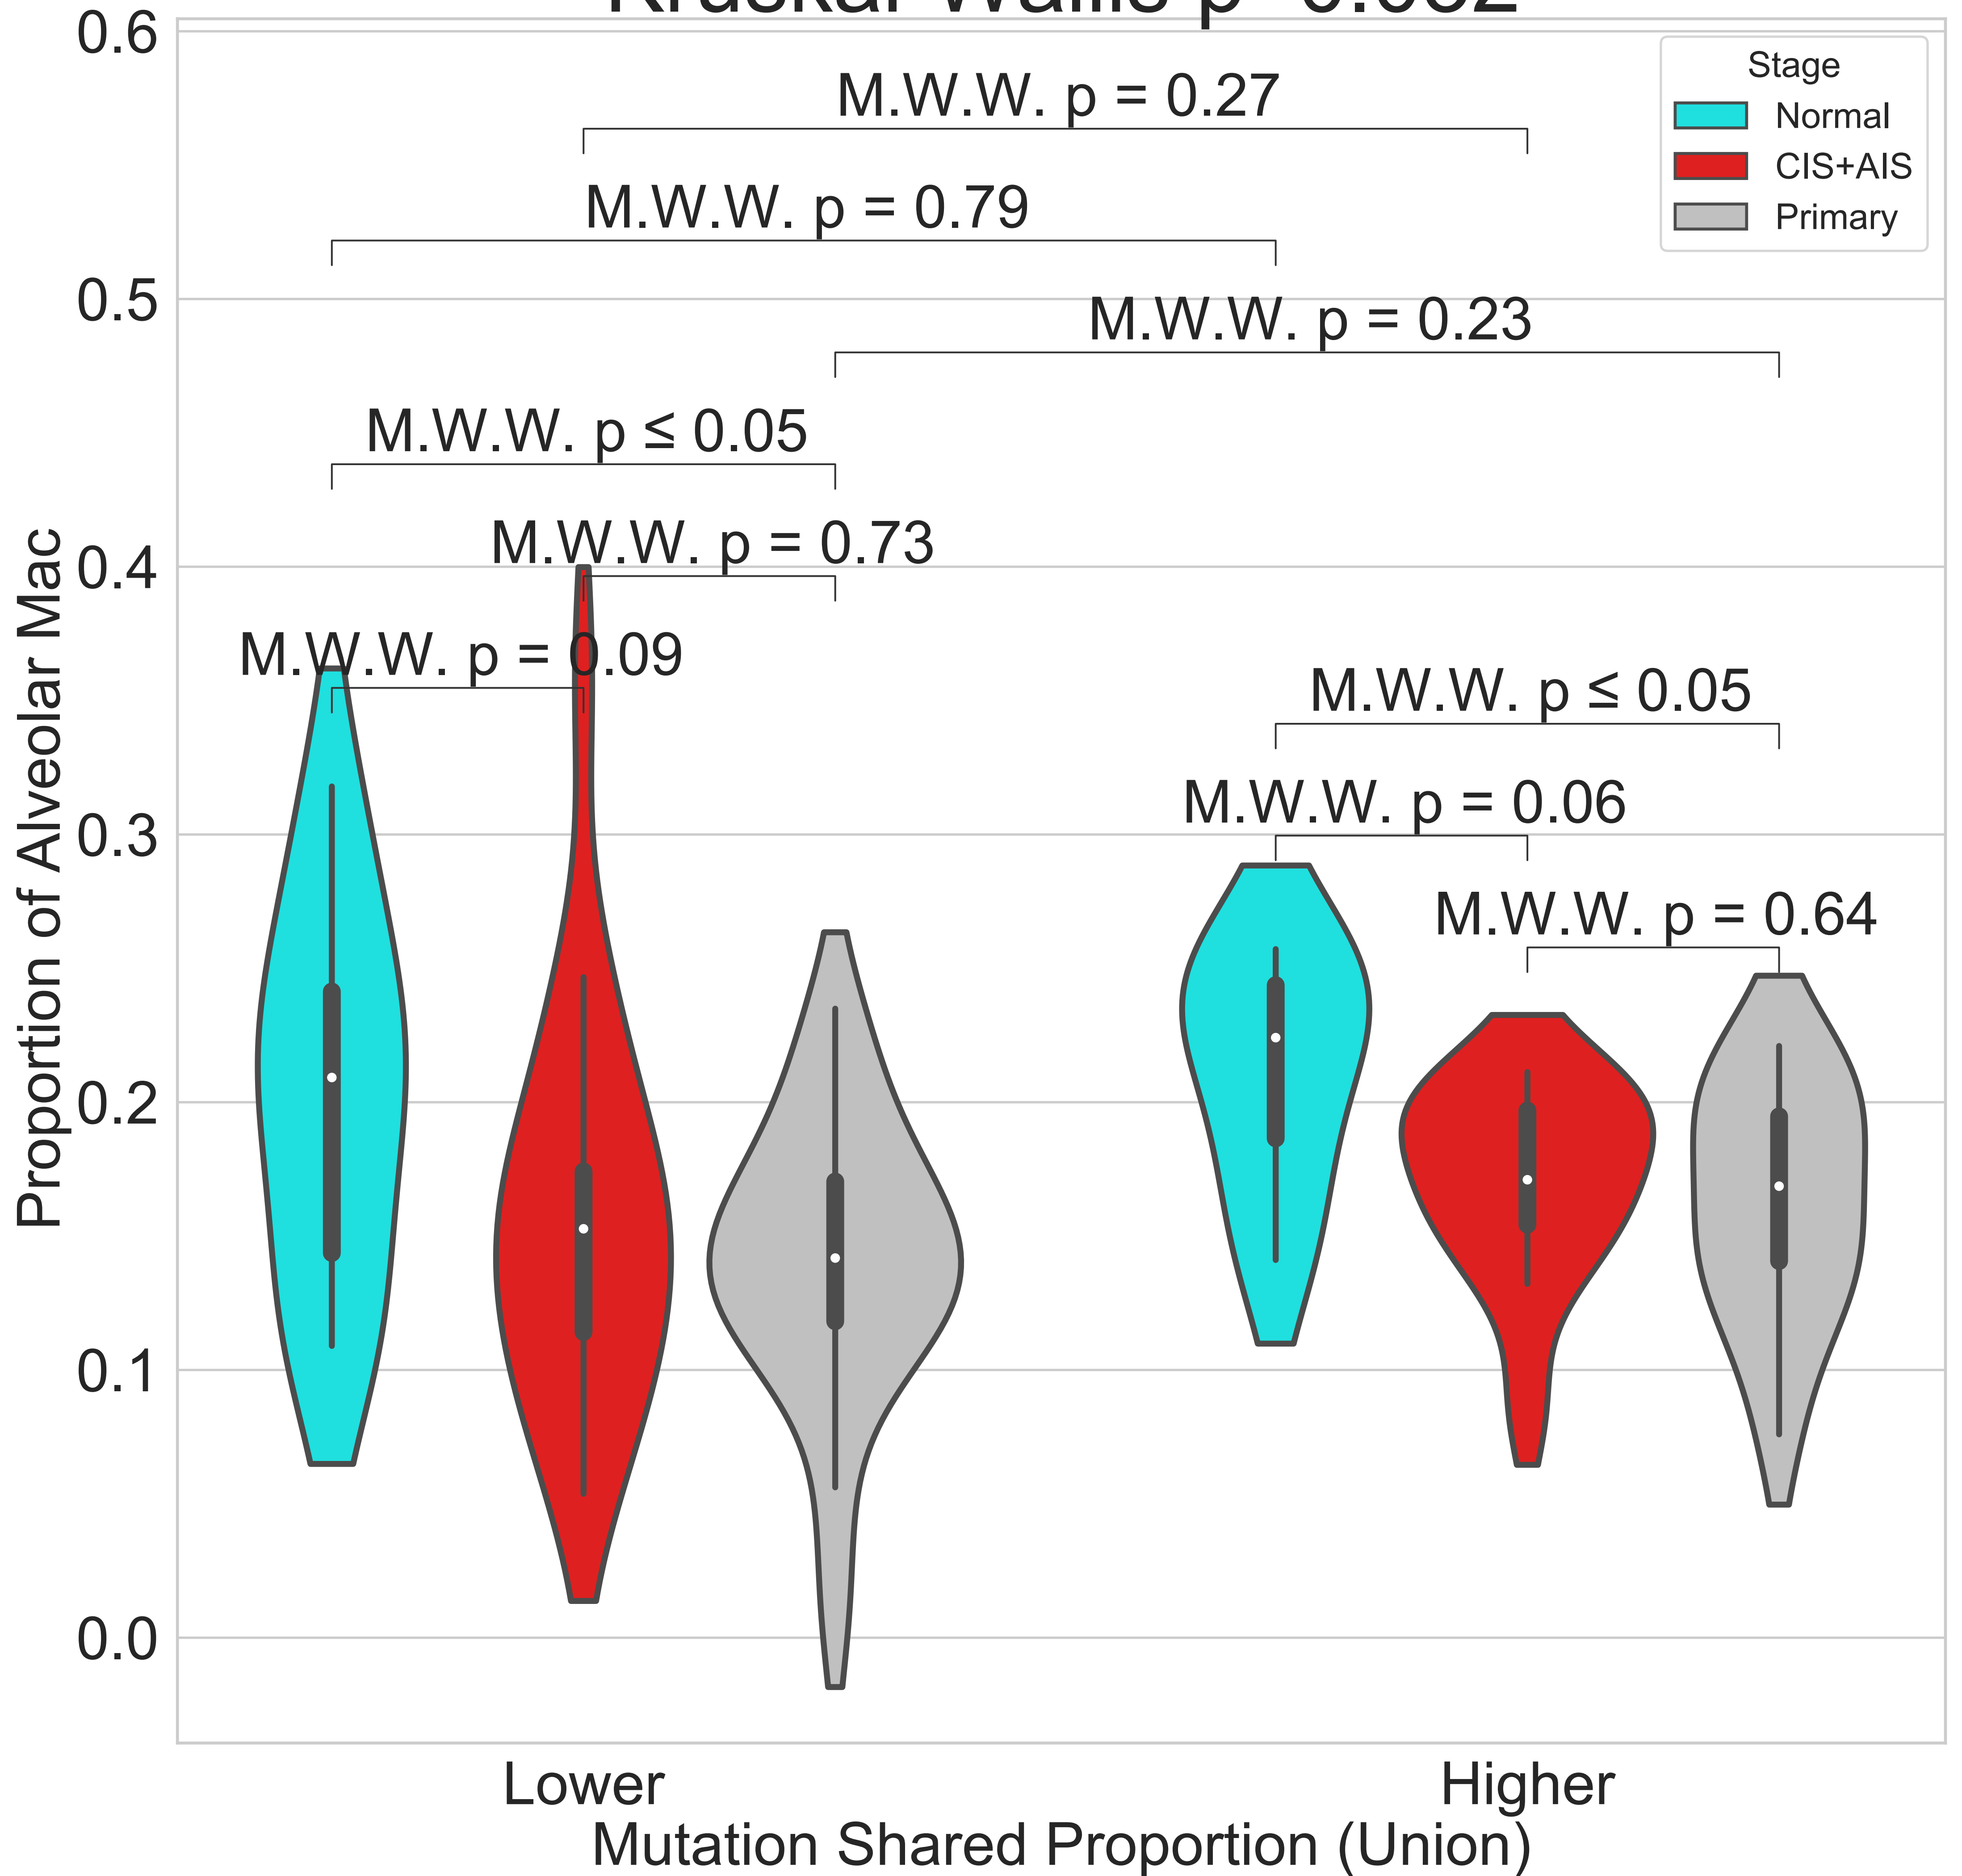 0.6
Stage
Normal
CIS+AIS
Primary
M.W.W. p = 0.27
M.W.W. p = 0.79
0.5
M.W.W. p = 0.23
M.W.W. p ≤ 0.05
M.W.W. p = 0.73
0.4
M.W.W. p = 0.09
M.W.W. p ≤ 0.05
M.W.W. p = 0.06
0.3
M.W.W. p = 0.64
0.2
0.1
0.0
Proportion of Alveolar Mac
Lower
Higher
Mutation Shared Proportion (Union)